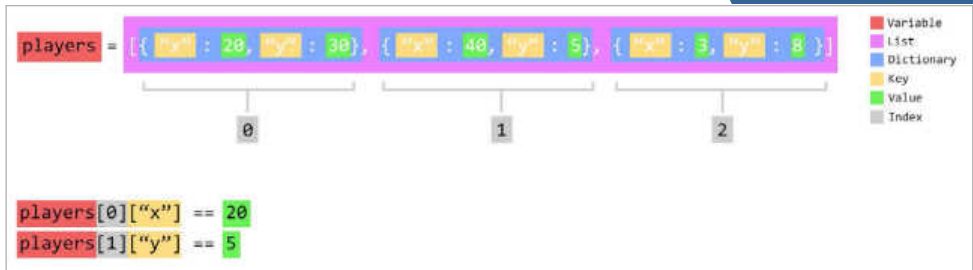 players = [{ “x” : 20, “y” : 30}, { “x” : 40, “y” : 5}, { “x” : 3, “y” : 8 }]
Variable
List
Dictionary
Key
Value
Index
0 1 2
players[0][“x”] == 20
players[1][“y”] == 5